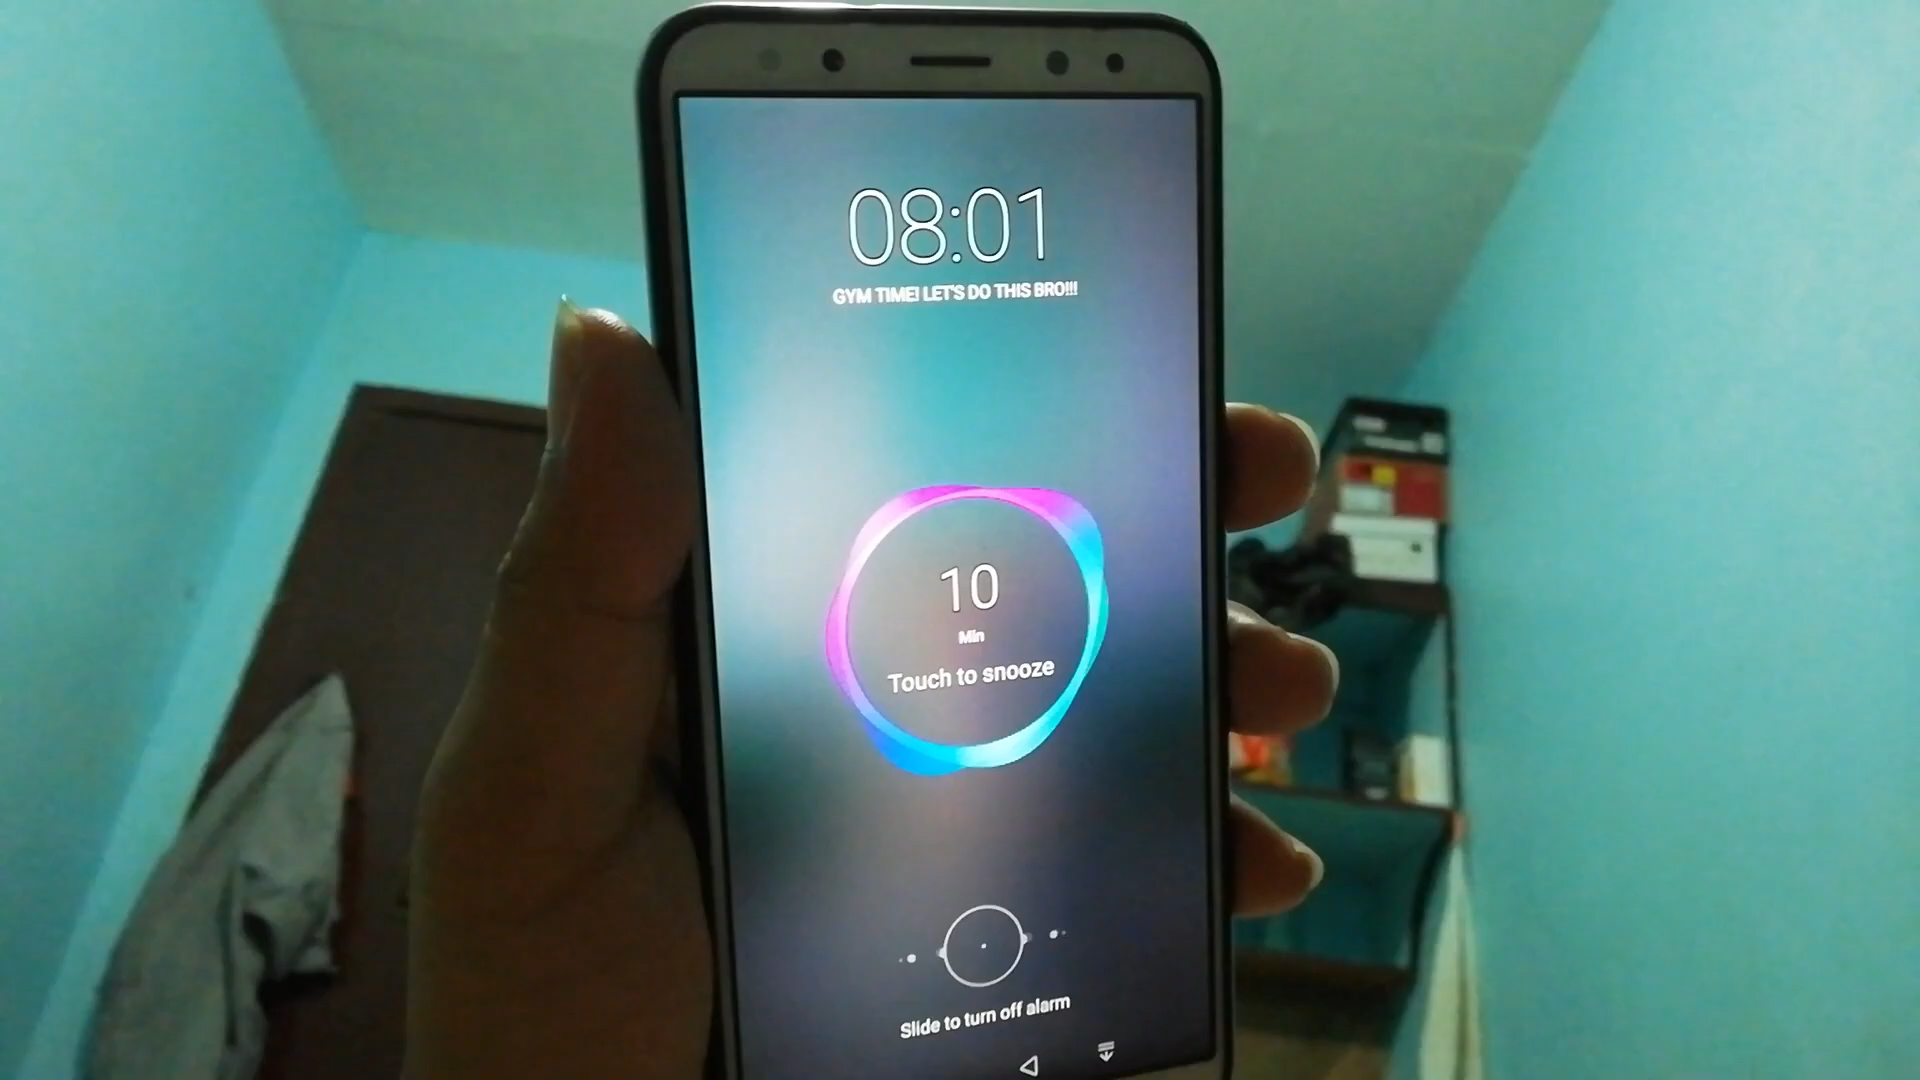 08:01
GYM TIME! LET'S DO THIS BRO!!!
10
Min
Touch to snooze
Slide to turn off alarm